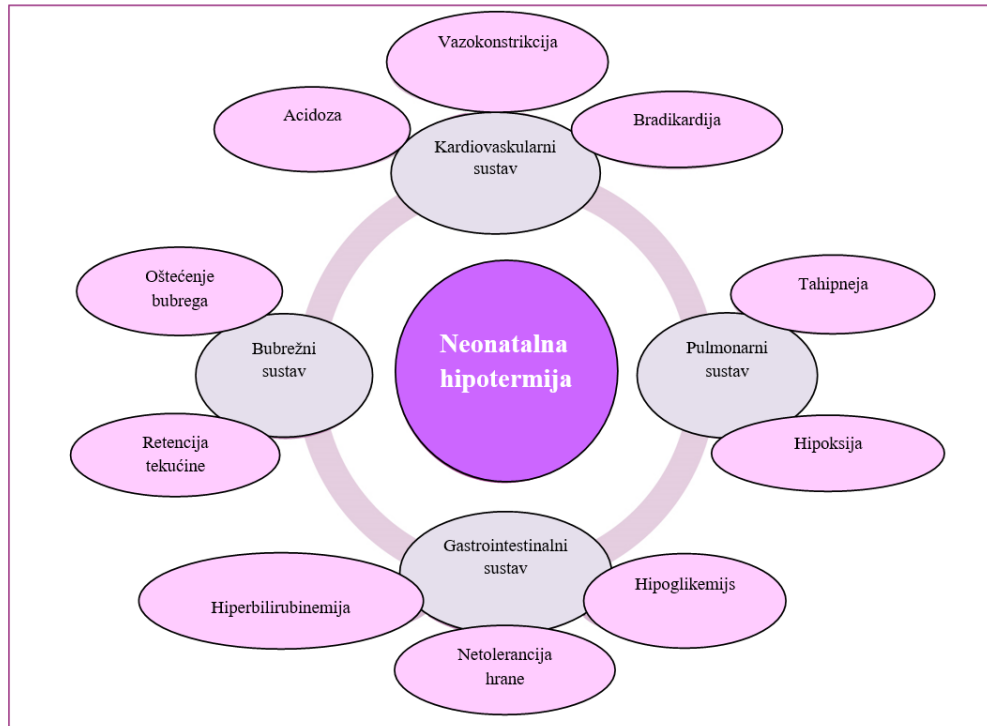 Vazokonstrikcija
Acidoza
Bradikardija
Kardiovaskularni
sustav
Oštećenje
bubrega
Tahipneja
Bubrežni
sustav
Neonatalna
hipotermija
Pulmonarni
sustav
Retencija
tekućine
Hipoksija
Gastrointestinalni
sustav
Hiperbilirubinemija
Hipoglikemijs
Netolerancija
hrane